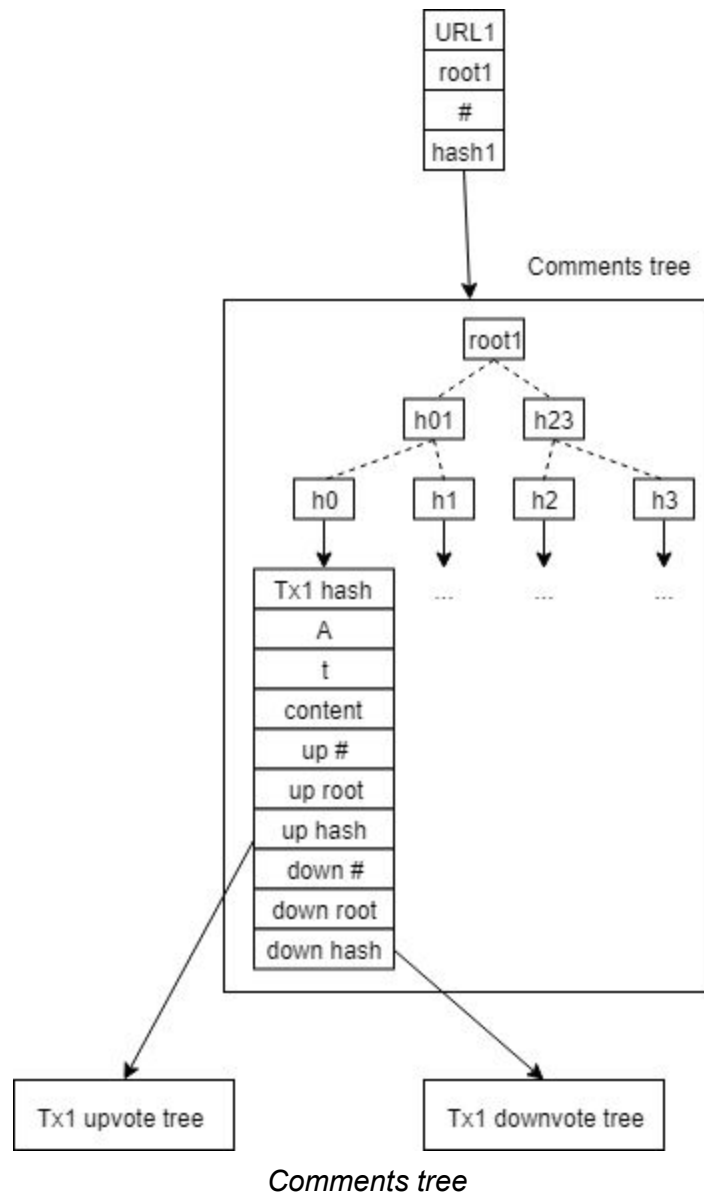 URL1
root1
#
hash1
Comments tree
root1
h01
h23
h0
h1
h2
h3
Tx1 hash
...
...
...
A
t
content
up #
up root
up hash
down #
down root
down hash
Tx1 upvote tree
Tx1 downvote tree
Comments tree